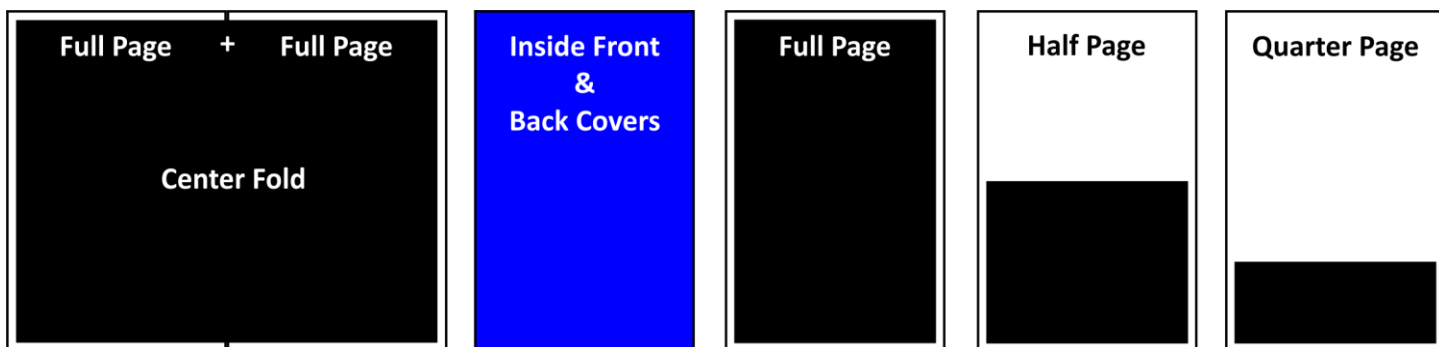 Full Page + Full Page
Center Fold
Inside Front
&
Back Covers
Full Page
Half Page
Quarter Page